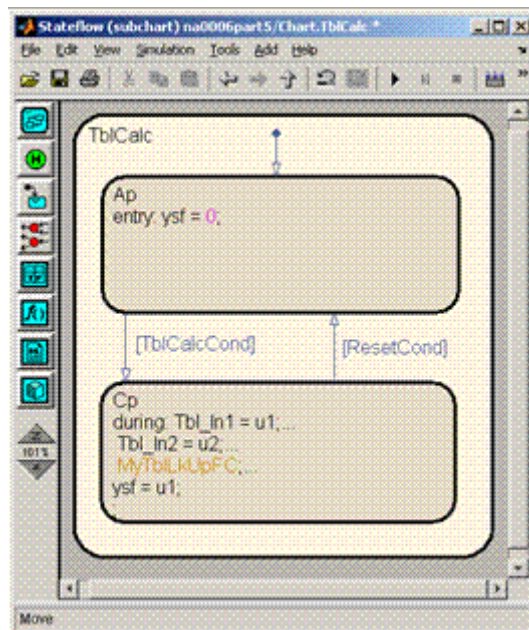 Stateflow (subchart) na0006part5/Chart.TblCalc *
File Edit View Simulation Tools Add Help
TblCalc
Ap
entry: ysf = 0;
[TblCalcCond]
[ResetCond]
Cp
during: Tbl_In1 = u1;...
Tbl_In2 = u2;...
MyTblLkUpFC;...
ysf = u1;
101%
Move